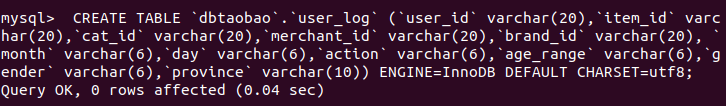 mysql>  CREATE TABLE `dbtaobao`.`user_log` (`user_id` varchar(20),`item_id` varc
har(20),`cat_id` varchar(20),`merchant_id` varchar(20),`brand_id` varchar(20), `
month` varchar(6),`day` varchar(6),`action` varchar(6),`age_range` varchar(6),`g
ender` varchar(6),`province` varchar(10)) ENGINE=InnoDB DEFAULT CHARSET=utf8;
Query OK, 0 rows affected (0.04 sec)